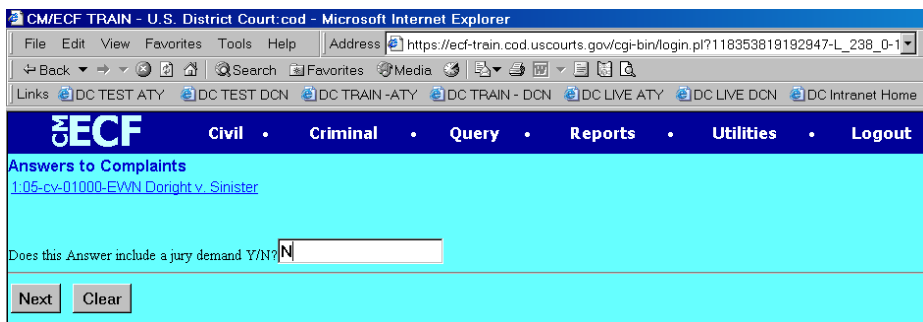 CM/ECF TRAIN - U.S. District Court:cod - Microsoft Internet Explorer
File Edit View Favorites Tools Help Address https://ecf-train.cod.uscourts.gov/cgi-bin/login.pl?118353819192947-L_238_0-1
Back Search Favorites Media
Links DC TEST ATY DC TEST DCN DC TRAIN -ATY DC TRAIN - DCN DC LIVE ATY DC LIVE DCN DC Intranet Home
CM ECF Civil • Criminal • Query • Reports • Utilities • Logout
Answers to Complaints
1:05-cv-01000-EWN Doright v. Sinister
Does this Answer include a jury demand Y/N? N
Next Clear